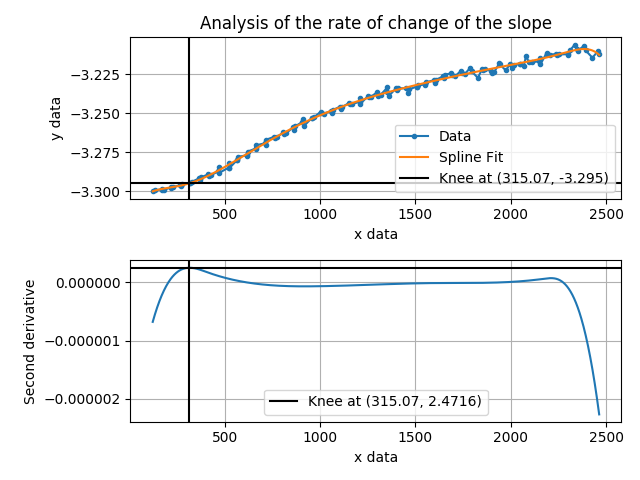 Analysis of the rate of change of the slope
y data
−3.225
−3.250
−3.275
−3.300
Data
Spline Fit
Knee at (315.07, -3.295)
500
1000
1500
2000
2500
x data
Second derivative
0.000000
−0.000001
−0.000002
Knee at (315.07, 2.4716)
500
1000
1500
2000
2500
x data